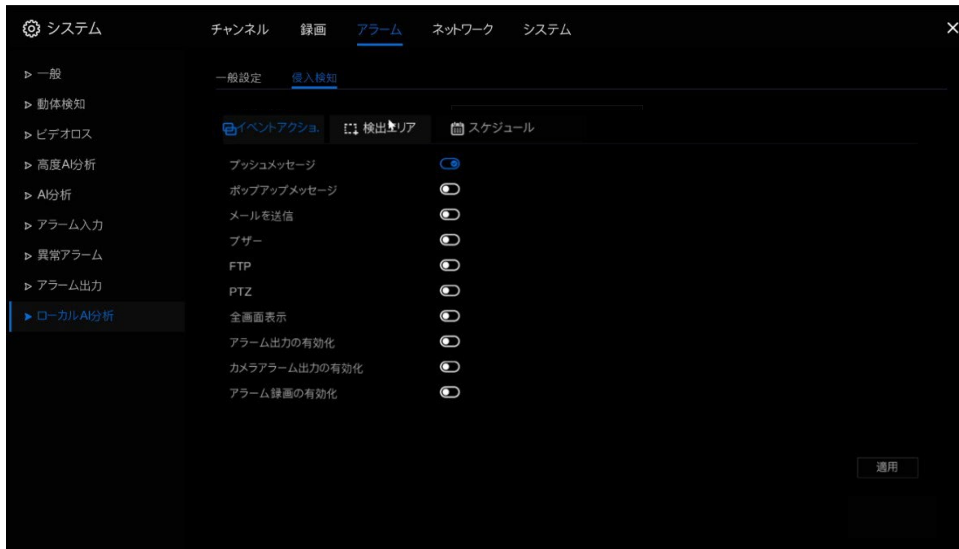 システム
チャンネル 録画 アラーム ネットワーク システム
一般
動体検知
ビデオロス
高度AI分析
AI分析
アラーム入力
異常アラーム
アラーム出力
ローカルAI分析
一般設定 侵入検知
イベントアクショ. 検出エリア スケジュール
プッシュメッセージ
ポップアップメッセージ
メールを送信
ブザー
FTP
PTZ
全画面表示
アラーム出力の有効化
カメラアラーム出力の有効化
アラーム録画の有効化
適用